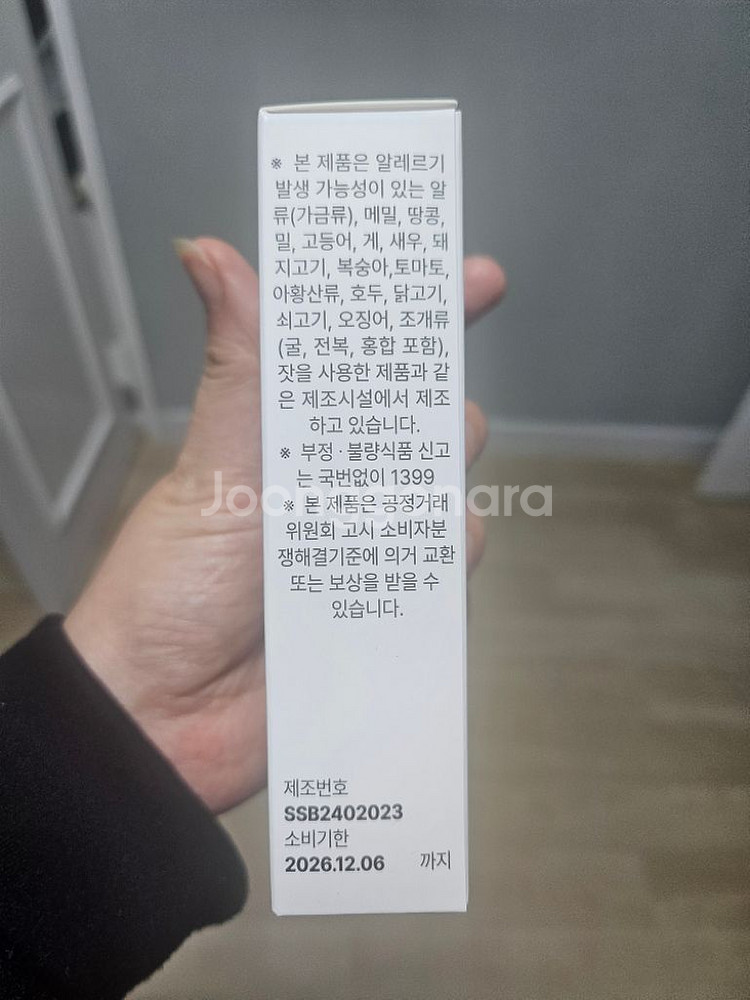 ※ 본 제품은 알레르기
발생 가능성이 있는 알
류(가금류), 메밀, 땅콩,
밀, 고등어, 게, 새우, 돼
지고기, 복숭아,토마토,
아황산류, 호두, 닭고기,
쇠고기, 오징어, 조개류
(굴, 전복, 홍합 포함),
잣을 사용한 제품과 같
은 제조시설에서 제조
하고 있습니다.
※ 부정·불량식품 신고
는 국번없이 1399
Joonggonara
※ 본 제품은 공정거래
위원회 고시 소비자분
쟁해결기준에 의거 교환
또는 보상을 받을 수
있습니다.
제조번호
SSB2402023
소비기한
2026.12.06 까지